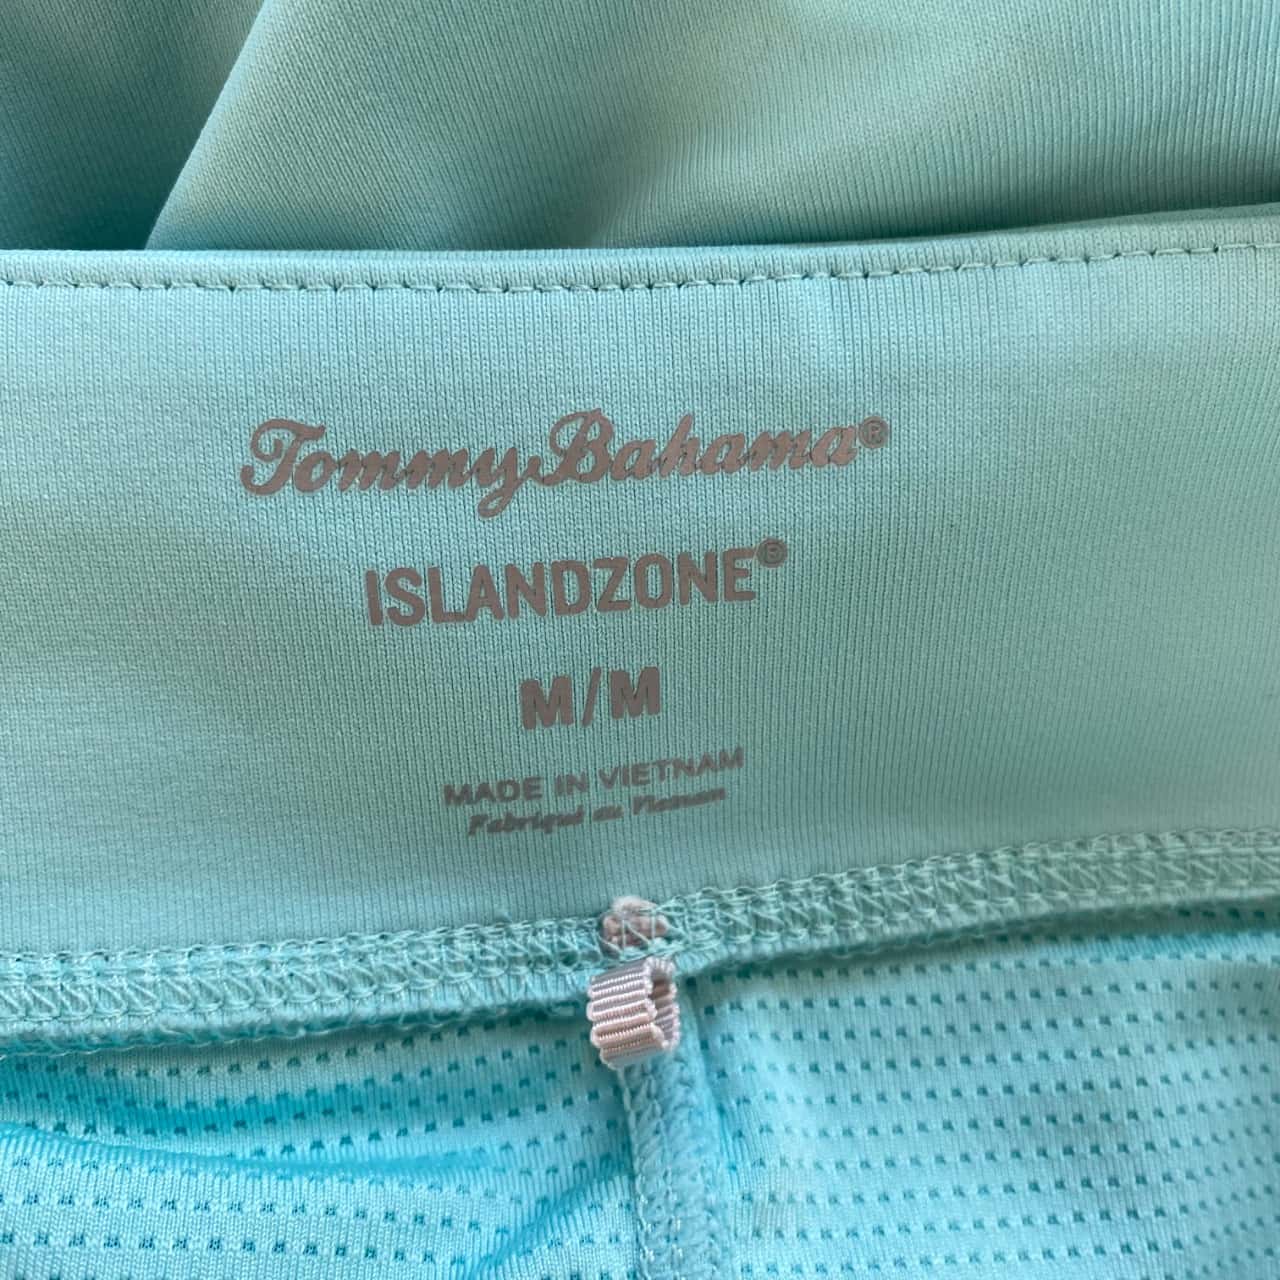 Tommy Bahama®
ISLANDZONE®
M/M
MADE IN VIETNAM
Fabriqué au Vietnam